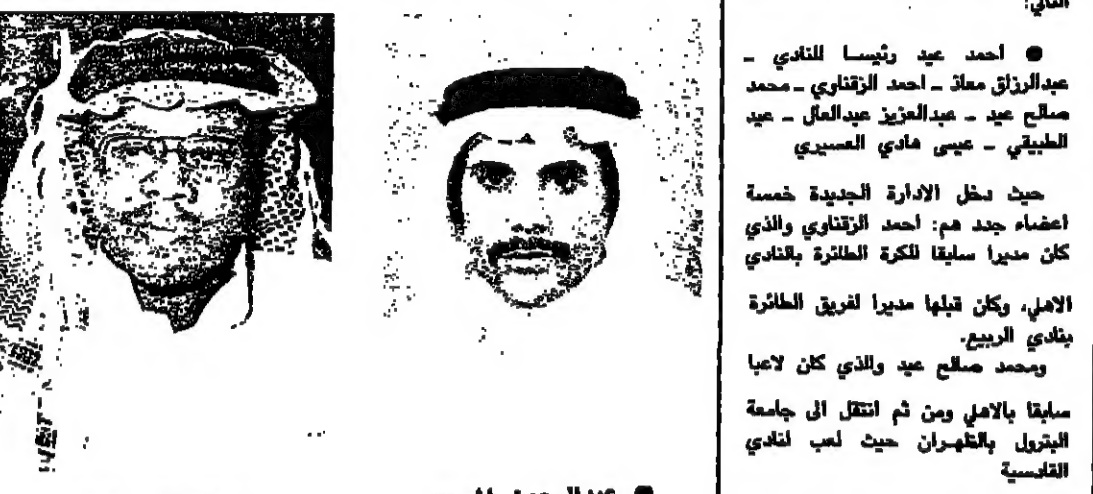 التالي:
● أحمد عيد رئيسا للنادي ـ
عبدالرزاق معاذ ـ احمد الزقناوي ـ محمد
صالح عيد ـ عبدالعزيز عبدالعال ـ عيد
الطبيقي ـ عيسى هادي العسيري
حيث دخل الادارة الجديدة خمسة
اعضاء جدد هم: احمد الزقناوي والذي
كان مديرا سابقا للكرة الطائرة بالنادي
الاهلي، وكان قبلها مديرا لفريق الطائرة
بنادي الربيع.
ومحمد صالح عيد والذي كان لاعبا
سابقا بالاهلي ومن ثم انتقل الى جامعة
البترول بالظهران حيث لعب لنادي
القادسية